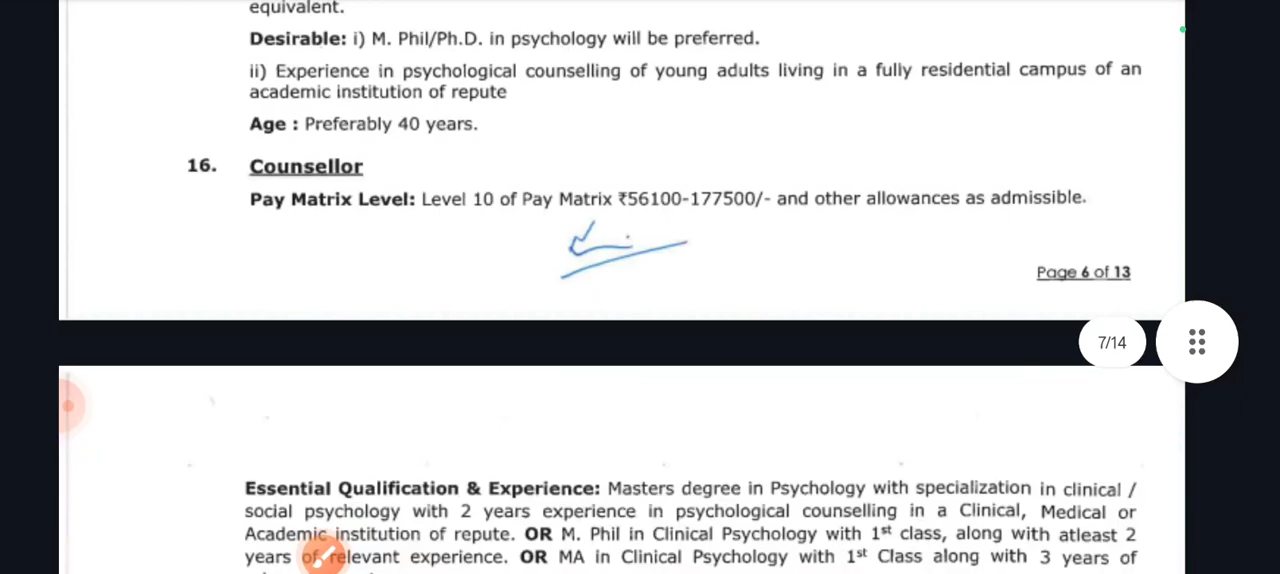 equivalent.
Desirable: i) M. Phil/Ph.D. in psychology will be preferred.
ii) Experience in psychological counselling of young adults living in a fully residential campus of an
academic institution of repute
Age : Preferably 40 years.
16. Counsellor
Pay Matrix Level: Level 10 of Pay Matrix ₹56100-177500/- and other allowances as admissible.
Page 6 of 13
7/14
Essential Qualification & Experience: Masters degree in Psychology with specialization in clinical /
social psychology with 2 years experience in psychological counselling in a Clinical, Medical or
Academic institution of repute. OR M. Phil in Clinical Psychology with 1st class, along with atleast 2
years of relevant experience. OR MA in Clinical Psychology with 1st Class along with 3 years of